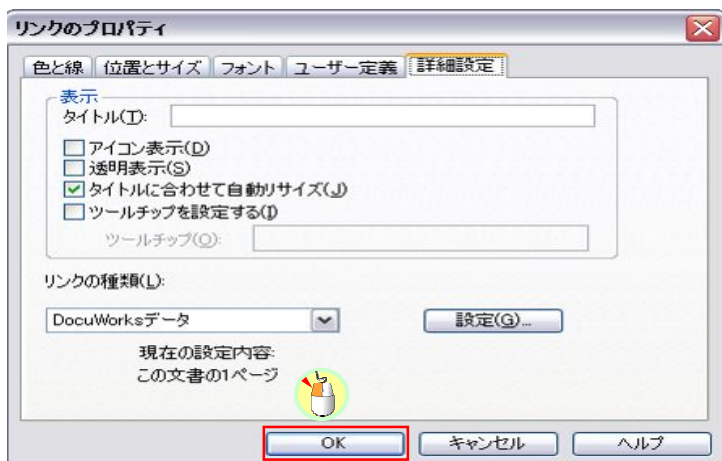 リンクのプロパティ
色と線 位置とサイズ フォント ユーザー定義 詳細設定
表示
タイトル(T):
アイコン表示(D)
透明表示(S)
タイトルに合わせて自動リサイズ(J)
ツールチップを設定する(I)
ツールチップ(O):
リンクの種類(L):
DocuWorksデータ 設定(G)...
現在の設定内容:
この文書の1ページ
OK キャンセル ヘルプ